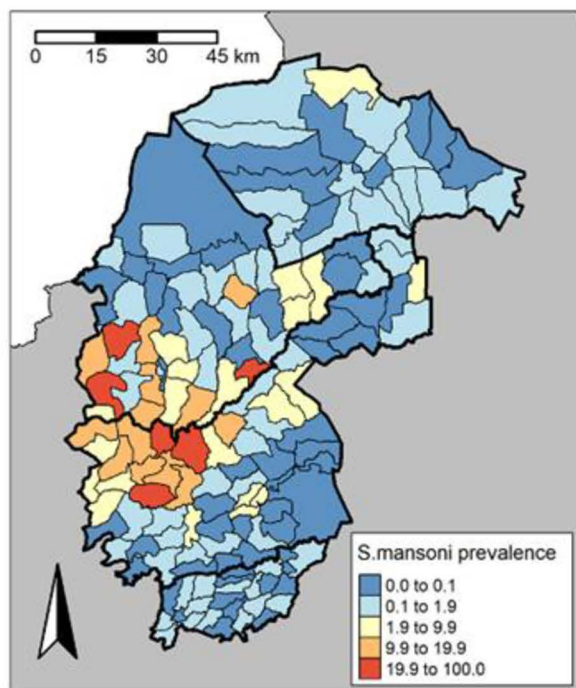 0 15 30 45 km
S.mansoni prevalence
0.0 to 0.1
0.1 to 1.9
1.9 to 9.9
9.9 to 19.9
19.9 to 100.0